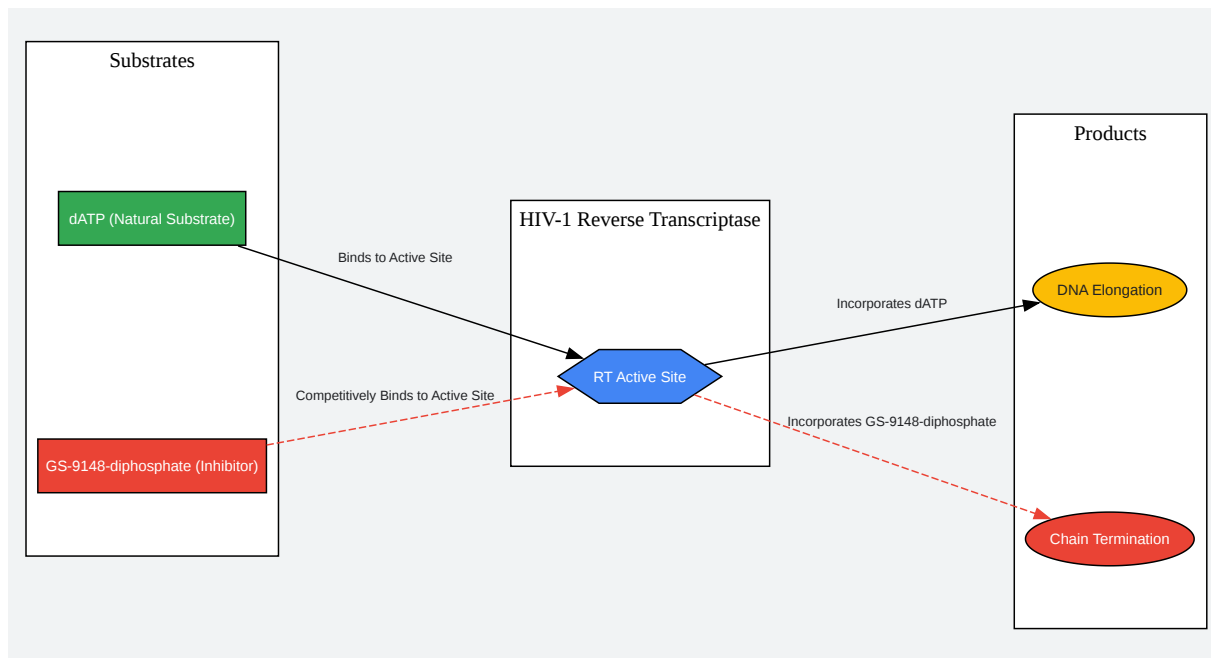 Substrates
dATP (Natural Substrate)
GS-9148-diphosphate (Inhibitor)
Binds to Active Site
Competitively Binds to Active Site
HIV-1 Reverse Transcriptase
RT Active Site
Incorporates dATP
Incorporates GS-9148-diphosphate
Products
DNA Elongation
Chain Termination